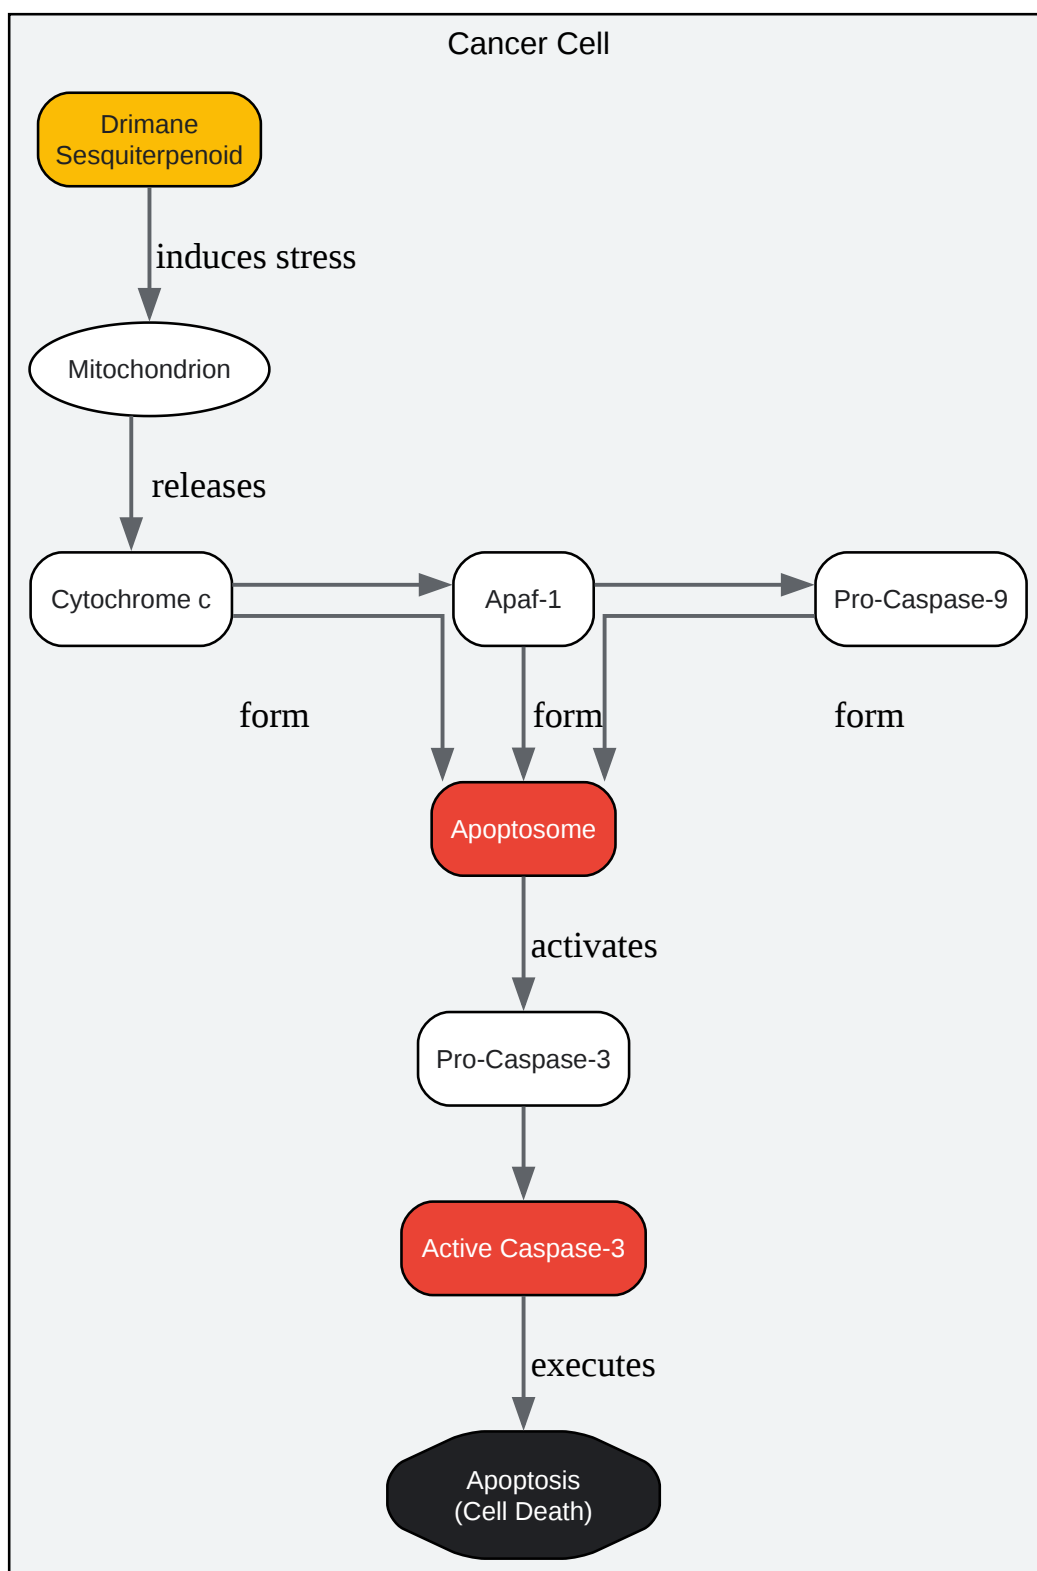 Cancer Cell
Drimane
Sesquiterpenoid
induces stress
Mitochondrion
releases
Cytochrome c
Apaf-1
Pro-Caspase-9
form
form
form
Apoptosome
activates
Pro-Caspase-3
Active Caspase-3
executes
Apoptosis
(Cell Death)